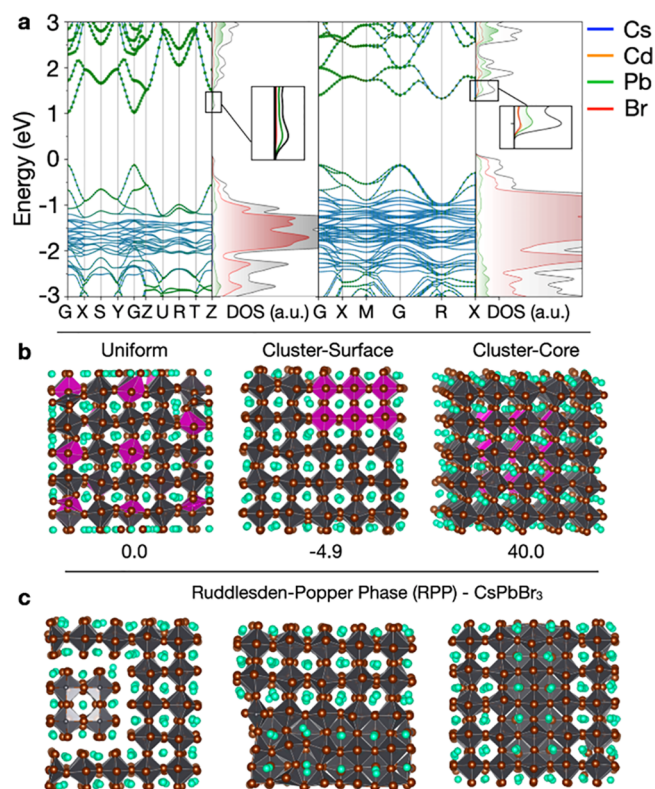 a
3
2
1
0
-1
-2
-3
Energy (eV)
Cs
Cd
Pb
Br
G X S Y G Z U R T Z DOS (a.u.) G X M G R X DOS (a.u.)
b
Uniform Cluster-Surface Cluster-Core
0.0 -4.9 40.0
Ruddlesden-Popper Phase (RPP) - CsPbBr₃
c